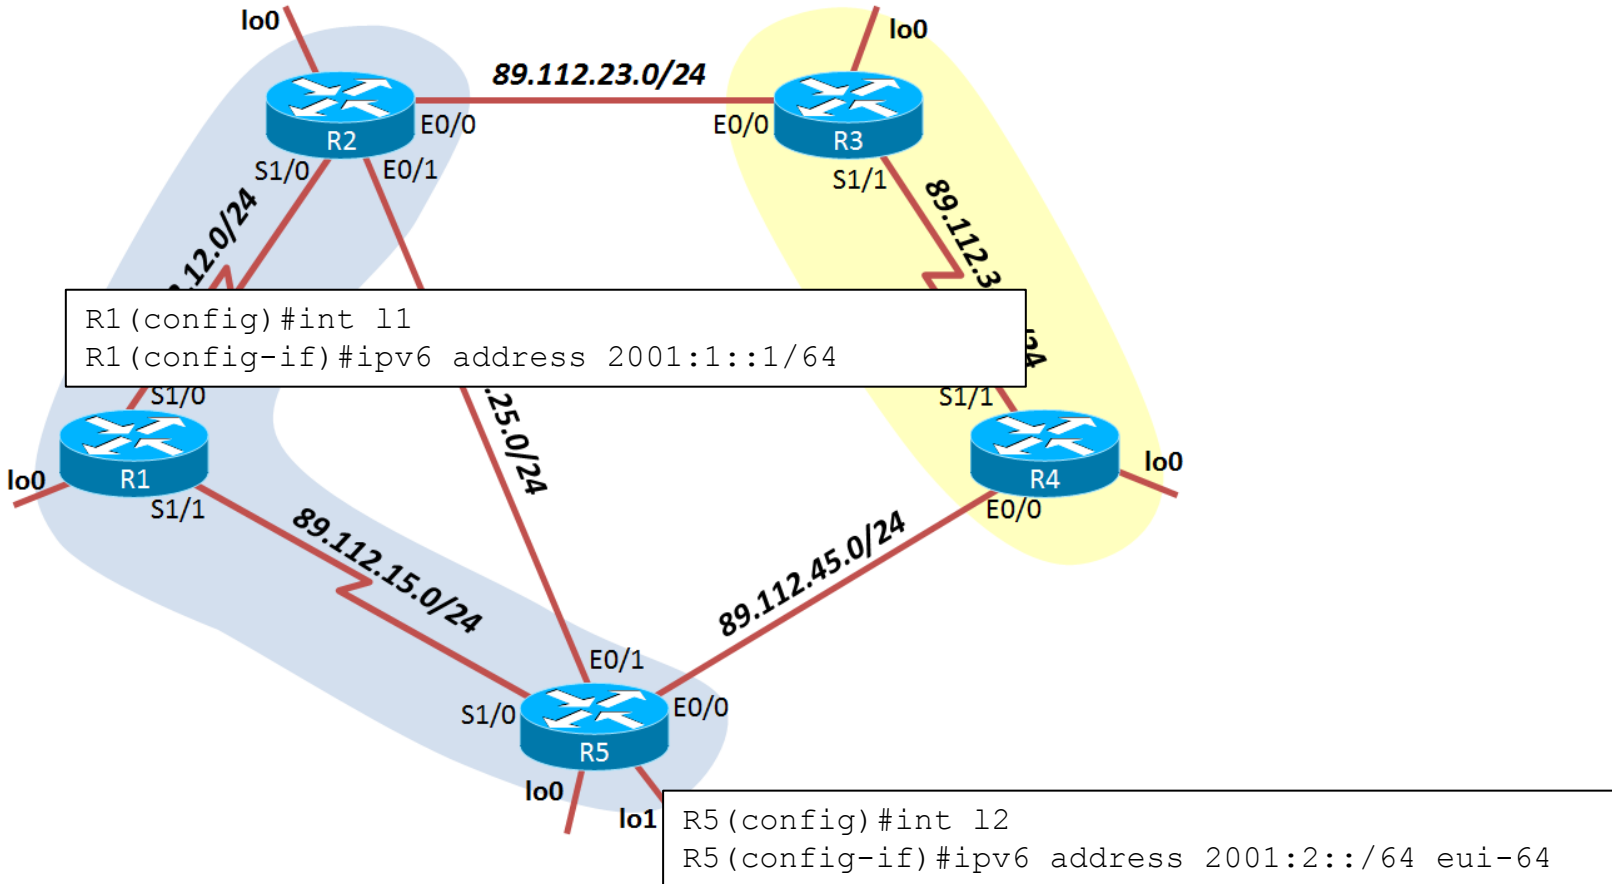 lo0
lo0
89.112.23.0/24
E0/0
E0/0
R2
R3
S1/0
E0/1
S1/1
.12.0/24
89.112.3
R1(config)#int l1
R1(config-if)#ipv6 address 2001:1::1/64
24
S1/0
S1/1
.25.0/24
lo0
R1
R4
lo0
S1/1
E0/0
89.112.15.0/24
89.112.45.0/24
E0/1
S1/0
E0/0
R5
lo0
lo1
R5(config)#int l2
R5(config-if)#ipv6 address 2001:2::/64 eui-64